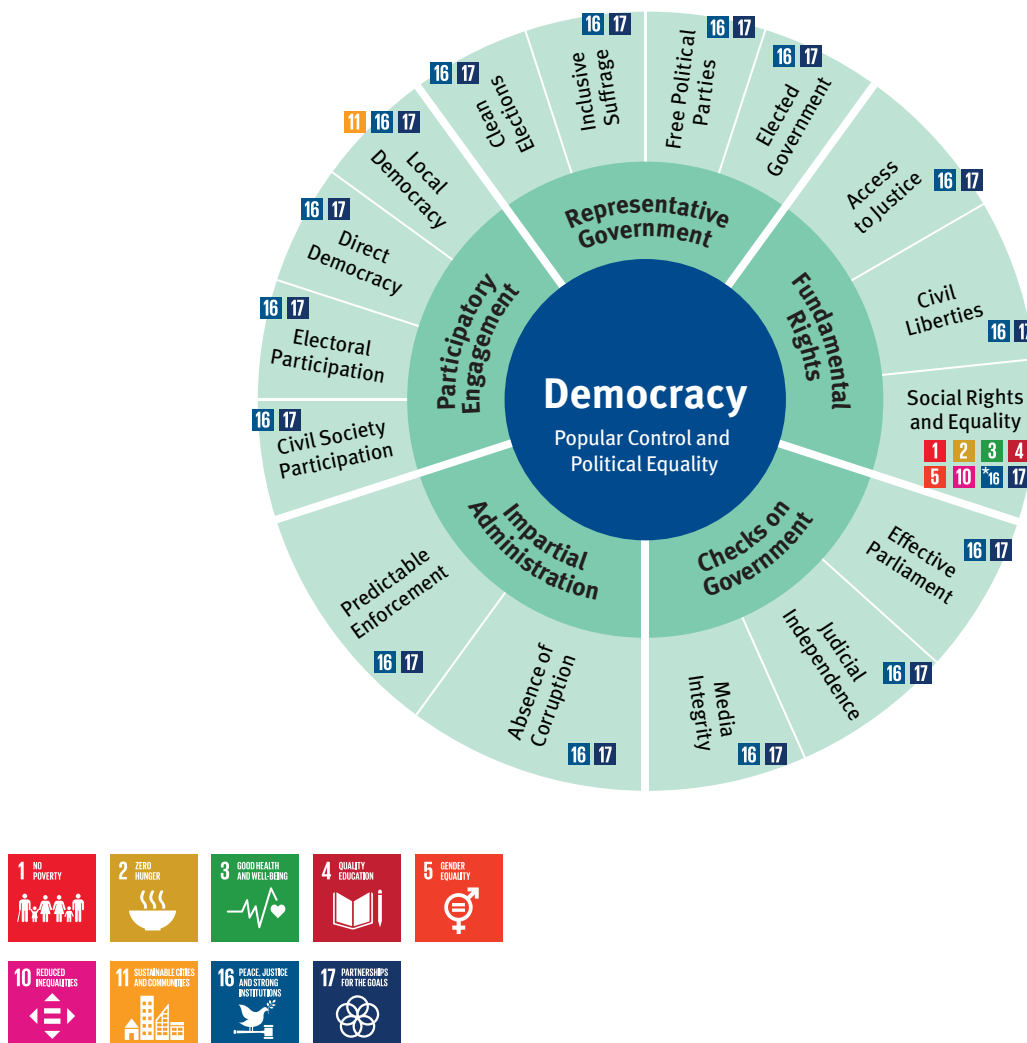 16 17
Clean
Elections
16 17
Inclusive
Suffrage
16 17
Free Political
Parties
16 17
Elected
Government
Representative
Government
Access
to Justice
16 17
Civil
Liberties
16 17
Social Rights
and Equality
1 2 3 4
5 10 *16 17
Fundamental
Rights
Effective
Parliament
16 17
Judicial
Independence
16 17
Media
Integrity
16 17
Checks on
Government
Absence of
Corruption
16 17
Predictable
Enforcement
16 17
Impartial
Administration
16 17
Civil Society
Participation
16 17
Electoral
Participation
16 17
Direct
Democracy
11 16 17
Local
Democracy
Participatory
Engagement
Democracy
Popular Control and
Political Equality
1 NO
POVERTY
2 ZERO
HUNGER
3 GOOD HEALTH
AND WELL-BEING
4 QUALITY
EDUCATION
5 GENDER
EQUALITY
10 REDUCED
INEQUALITIES
11 SUSTAINABLE CITIES
AND COMMUNITIES
16 PEACE, JUSTICE
AND STRONG
INSTITUTIONS
17 PARTNERSHIPS
FOR THE GOALS